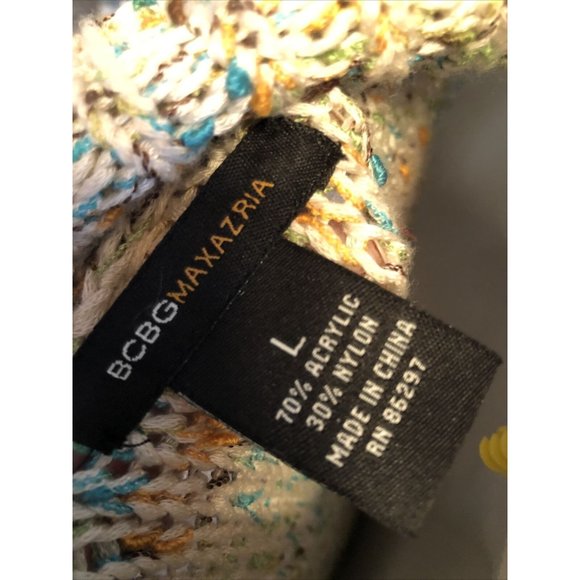 BCBGMAXAZRIA
L
70% ACRYLIC
30% NYLON
MADE IN CHINA
RN 86297